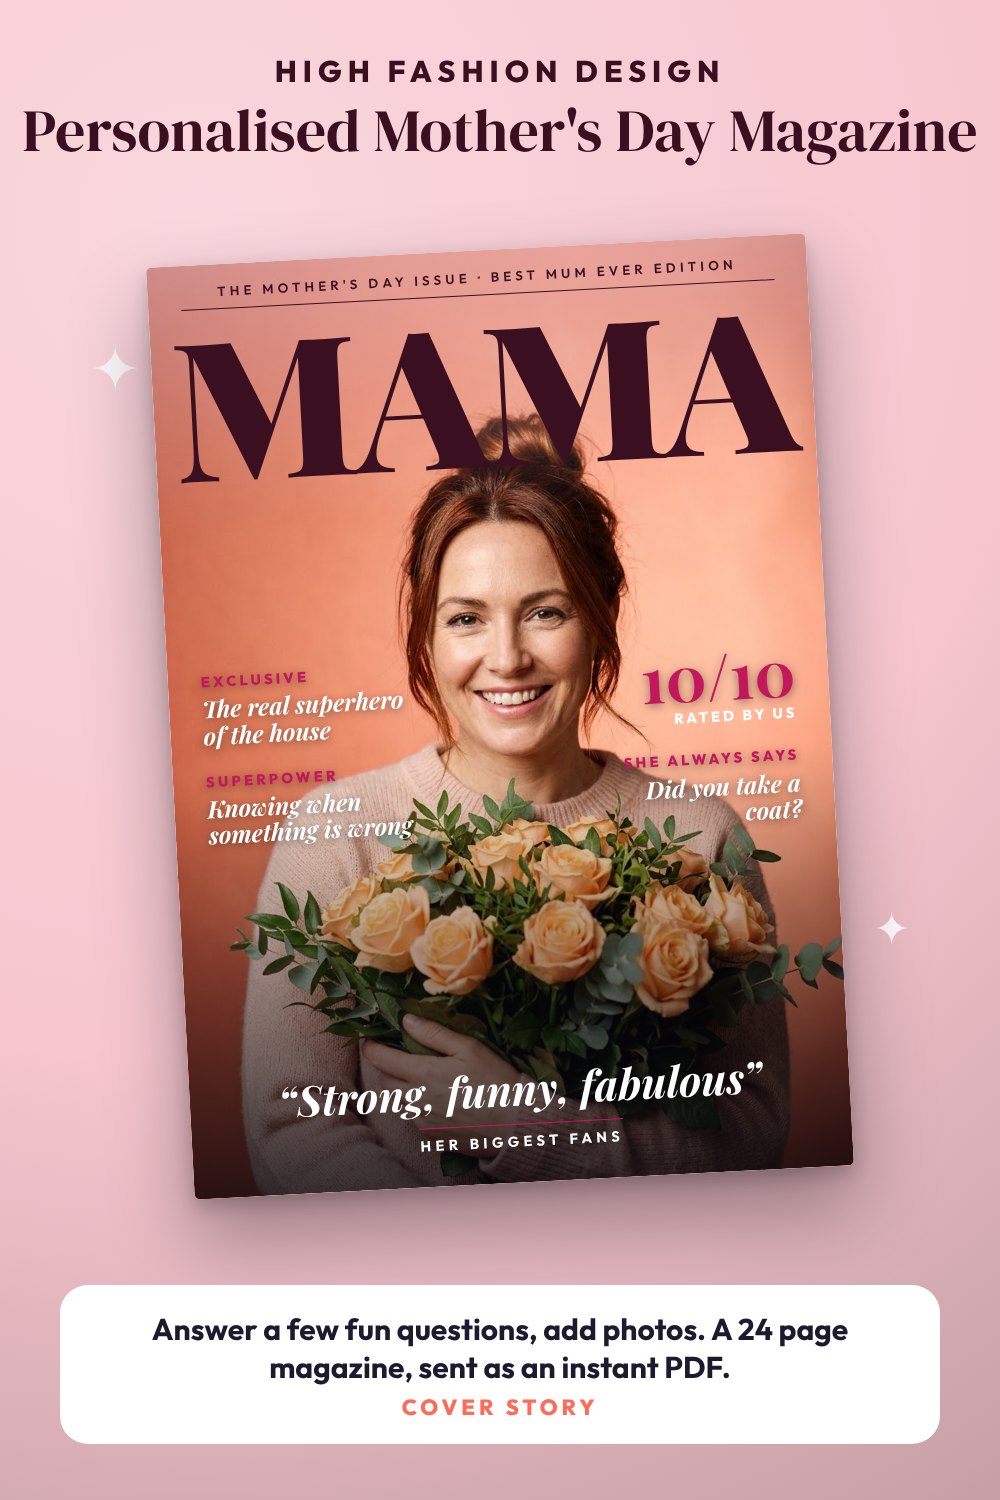 HIGH FASHION DESIGN
Personalised Mother's Day Magazine
THE MOTHER'S DAY ISSUE · BEST MUM EVER EDITION
MAMA
EXCLUSIVE
The real superhero
of the house
SUPERPOWER
Knowing when
something is wrong
10/10
RATED BY US
SHE ALWAYS SAYS
Did you take a
coat?
“Strong, funny, fabulous”
HER BIGGEST FANS
Answer a few fun questions, add photos. A 24 page
magazine, sent as an instant PDF.
COVER STORY